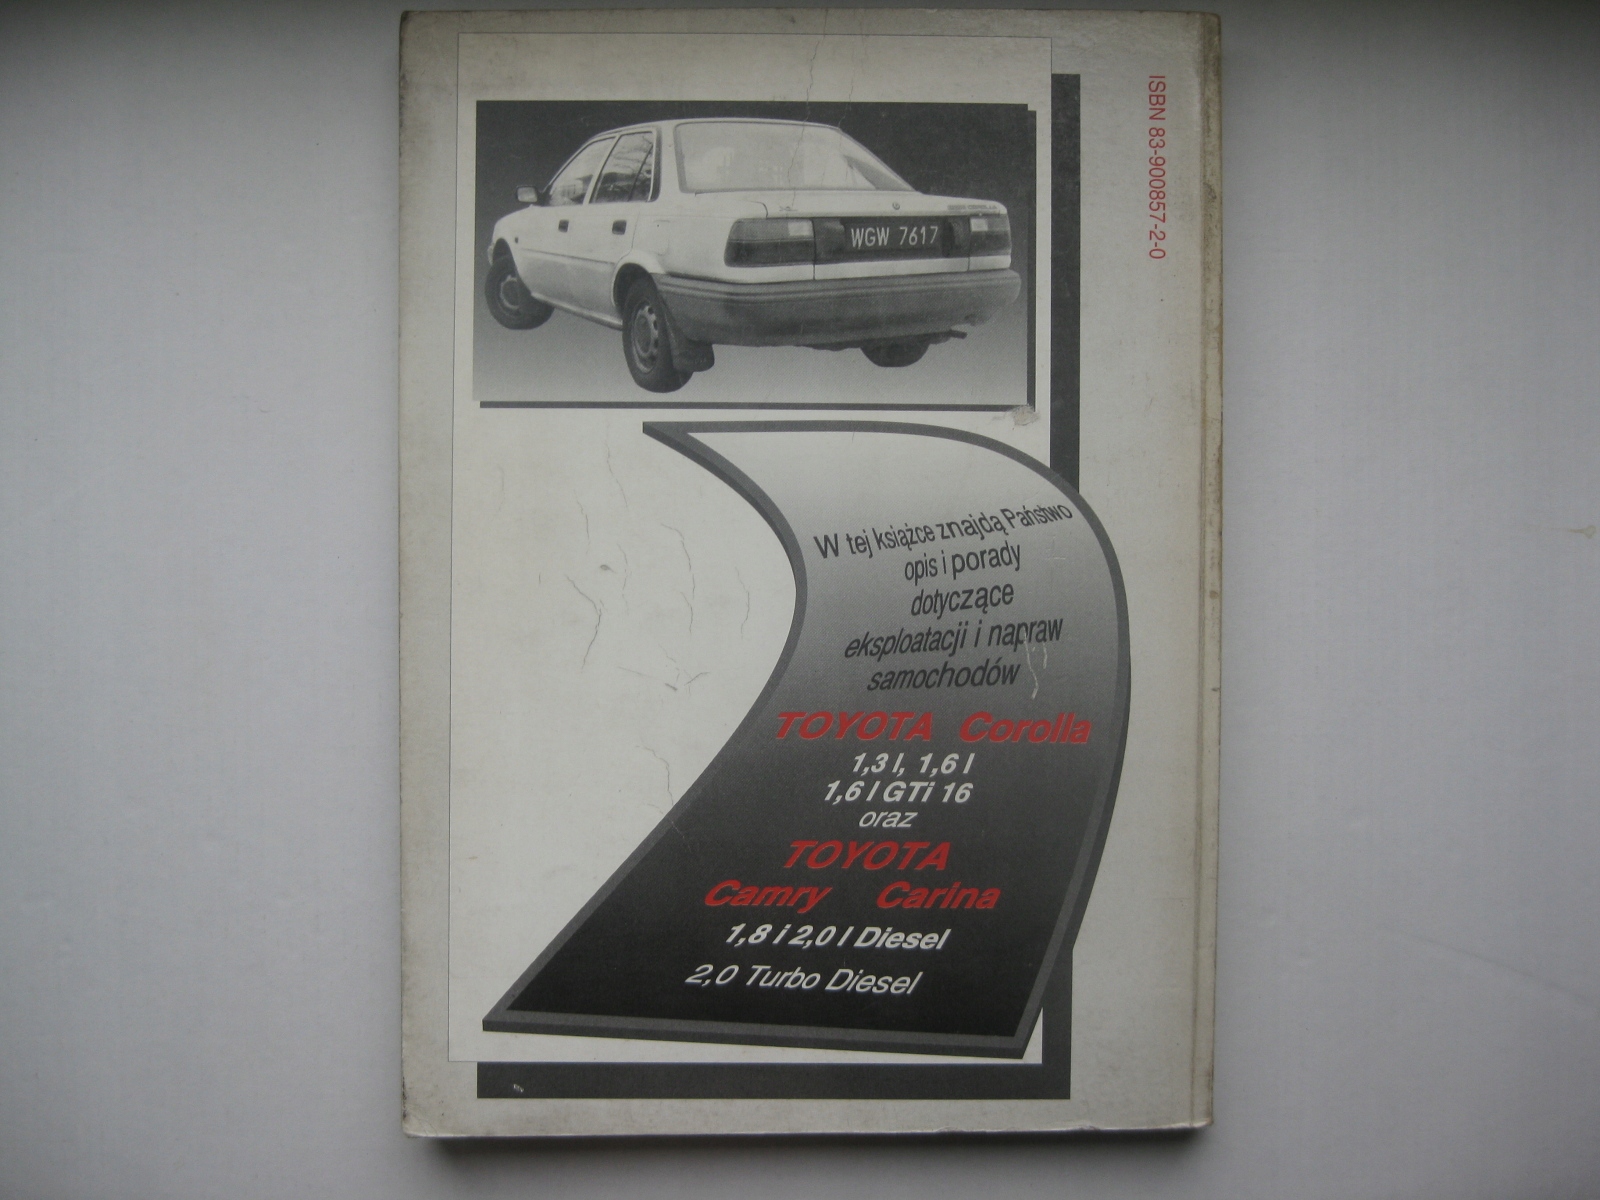 ISBN 83-900857-2-0
WGW 7617
W tej książce znajdą Państwo
opis i porady
dotyczące
eksploatacji i napraw
samochodów
TOYOTA Corolla
1,3 l, 1,6 l
1,6 l GTi 16
oraz
TOYOTA
Camry Carina
1,8 i 2,0 l Diesel
2,0 Turbo Diesel